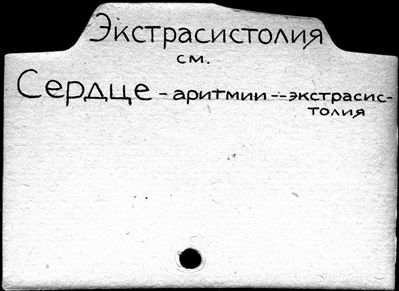 Экстрасистолия
см.
Сердце - аритмии -- экстрасис-
толия